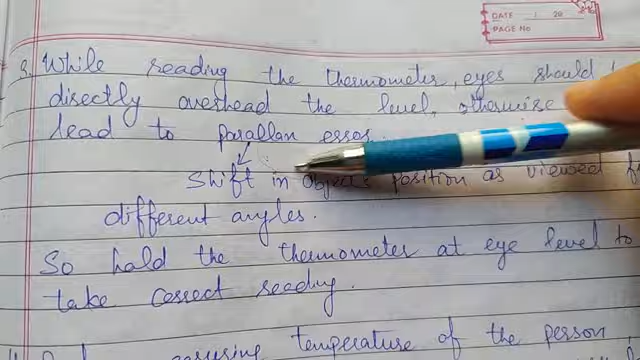 DATE 20
PAGE No
3. While reading the thermometer, eyes should
directly overhead the level, otherwise
lead to parallan error.
Shift in object position as viewed
different angles.
So hold the thermometer at eye level to
take correct reading.
temperature of the person